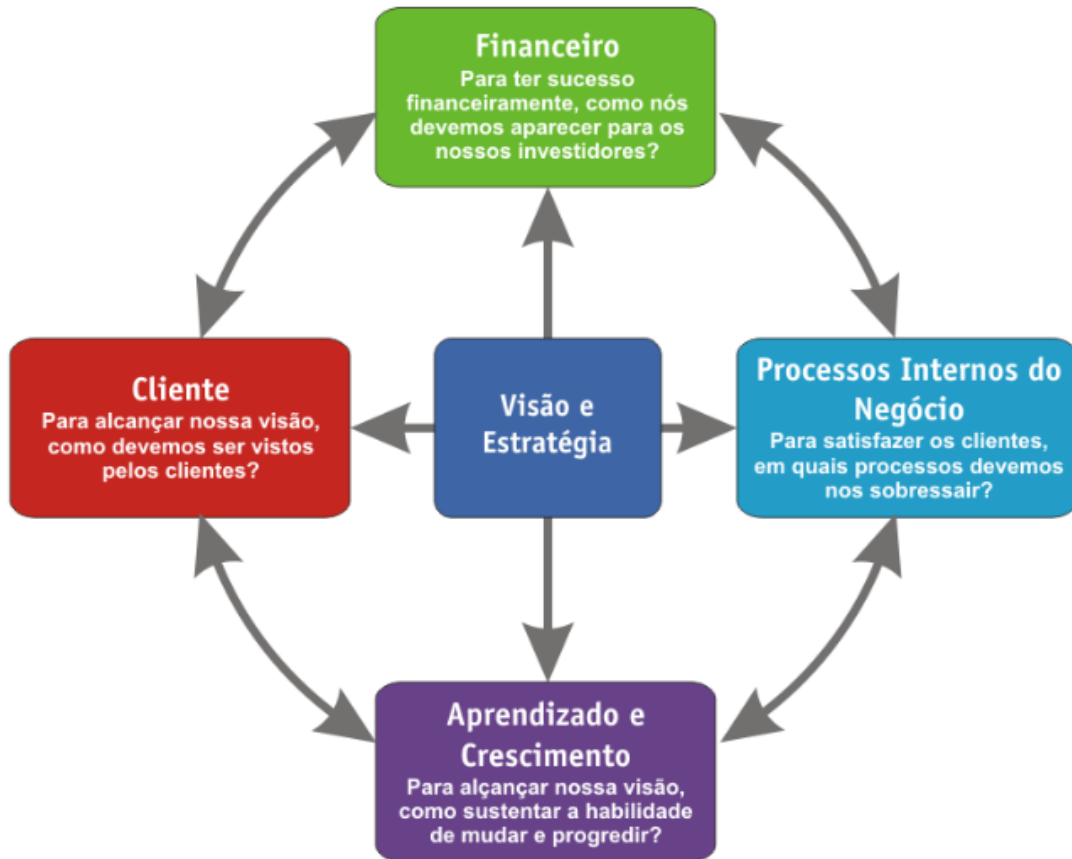 Financeiro
Para ter sucesso
financeiramente, como nós
devemos aparecer para os
nossos investidores?
Cliente
Para alcançar nossa visão,
como devemos ser vistos
pelos clientes?
Visão e
Estratégia
Processos Internos do
Negócio
Para satisfazer os clientes,
em quais processos devemos
nos sobressair?
Aprendizado e
Crescimento
Para alçançar nossa visão,
como sustentar a habilidade
de mudar e progredir?